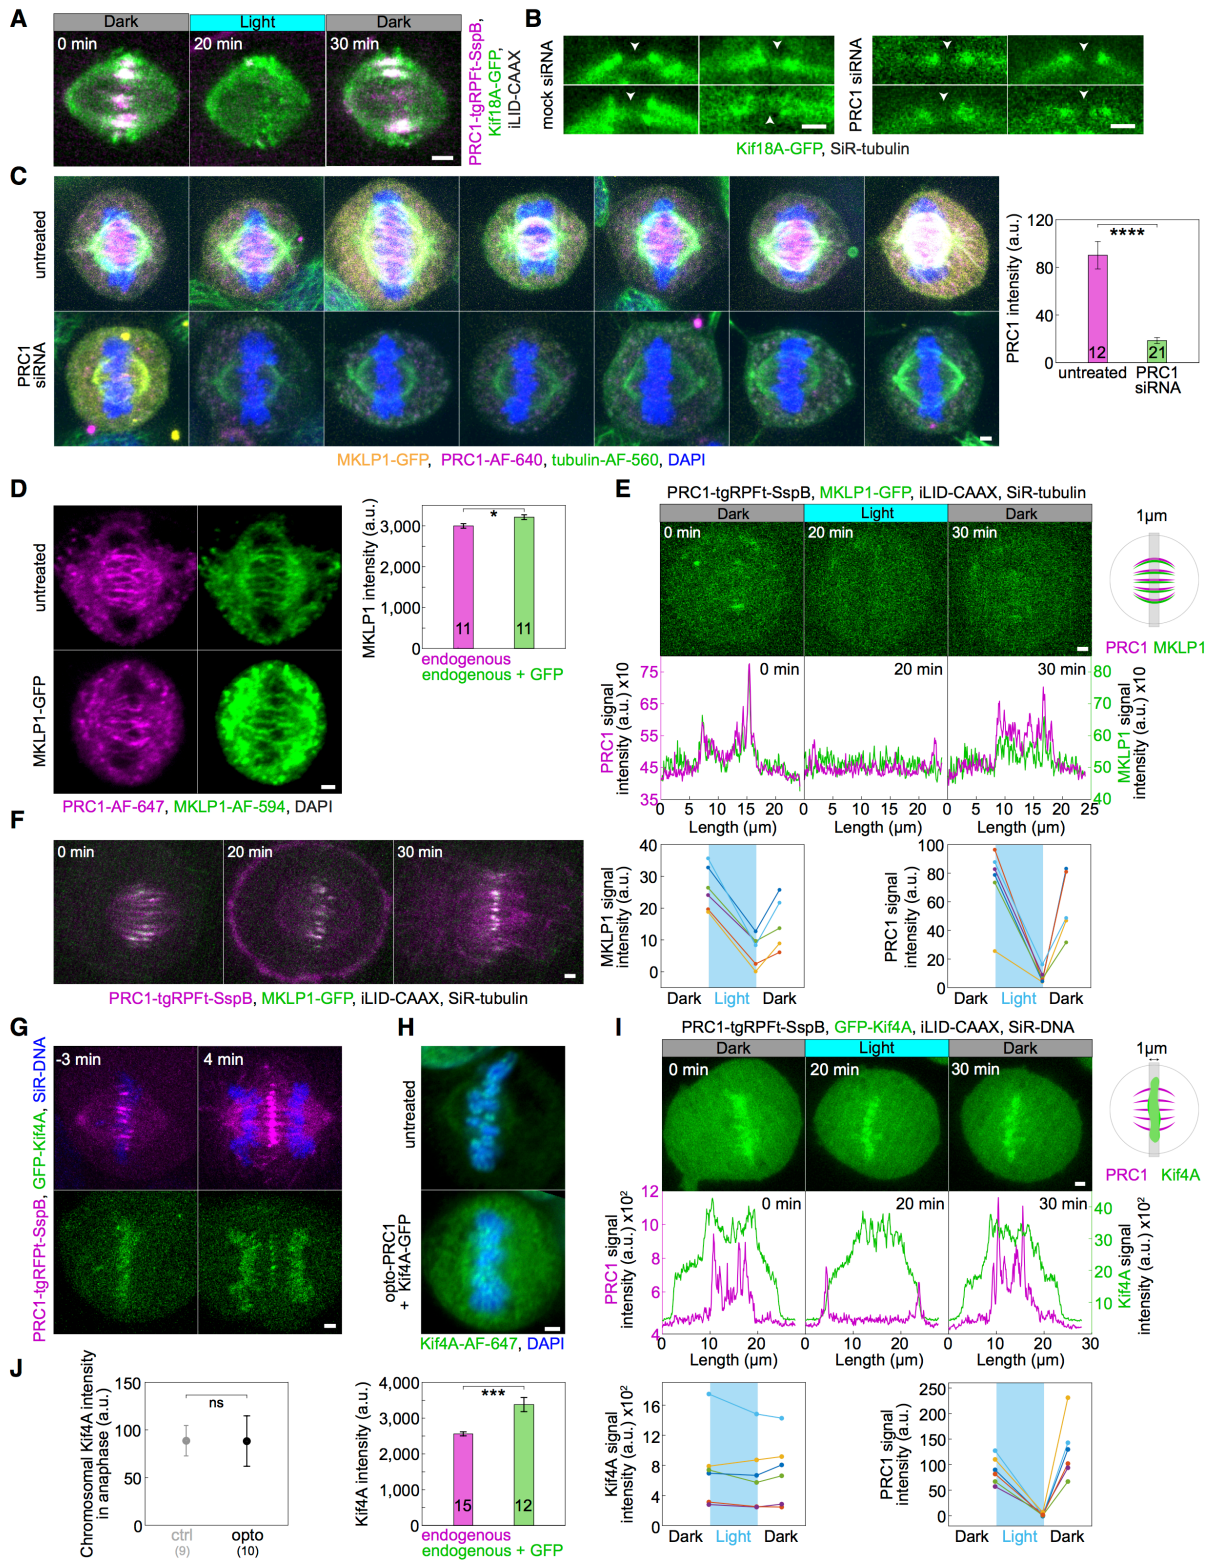 A
Dark
Light
Dark
0 min
20 min
30 min
PRC1-tgRPFt-SspB,
Kif18A-GFP,
iLID-CAAX
B
mock siRNA
PRC1 siRNA
Kif18A-GFP, SiR-tubulin
C
untreated
PRC1
siRNA
MKLP1-GFP, PRC1-AF-640, tubulin-AF-560, DAPI
PRC1 intensity (a.u.)
120
80
40
0
****
12
21
untreated
PRC1
siRNA
D
untreated
MKLP1-GFP
PRC1-AF-647, MKLP1-AF-594, DAPI
MKLP1 intensity (a.u.)
3,000
2,000
1,000
0
*
11
11
endogenous
endogenous + GFP
E
PRC1-tgRPFt-SspB, MKLP1-GFP, iLID-CAAX, SiR-tubulin
Dark
Light
Dark
0 min
20 min
30 min
1µm
PRC1 MKLP1
PRC1 signal
intensity (a.u.) x10
75
65
55
45
35
0 min
20 min
30 min
80
70
60
50
40
MKLP1 signal
intensity (a.u.) x10
0 5 10 15 20
0 5 10 15 20
0 5 10 15 20 25
Length (µm)
Length (µm)
Length (µm)
MKLP1 signal
intensity (a.u.)
40
30
20
10
0
Dark Light Dark
PRC1 signal
intensity (a.u.)
100
80
60
40
20
0
Dark Light Dark
F
0 min
20 min
30 min
PRC1-tgRPFt-SspB, MKLP1-GFP, iLID-CAAX, SiR-tubulin
G
-3 min
4 min
PRC1-tgRFPt-SspB, GFP-Kif4A, SiR-DNA
H
untreated
opto-PRC1
+ Kif4A-GFP
Kif4A-AF-647, DAPI
I
PRC1-tgRPFt-SspB, GFP-Kif4A, iLID-CAAX, SiR-DNA
Dark
Light
Dark
0 min
20 min
30 min
1µm
PRC1 Kif4A
PRC1 signal
intensity (a.u.) x10²
12
10
8
6
4
0 min
20 min
30 min
40
30
20
10
Kif4A signal
intensity (a.u.) x10²
0 10 20
0 10 20
0 10 20 30
Length (µm)
Length (µm)
Length (µm)
Kif4A signal
intensity (a.u.) x10²
16
12
8
4
0
Dark Light Dark
PRC1 signal
intensity (a.u.)
250
200
150
100
50
0
Dark Light Dark
J
Chromosomal Kif4A intensity
in anaphase (a.u.)
150
100
50
0
ns
ctrl
(9)
opto
(10)
Kif4A intensity (a.u.)
4,000
3,000
2,000
1,000
0
***
15
12
endogenous
endogenous + GFP